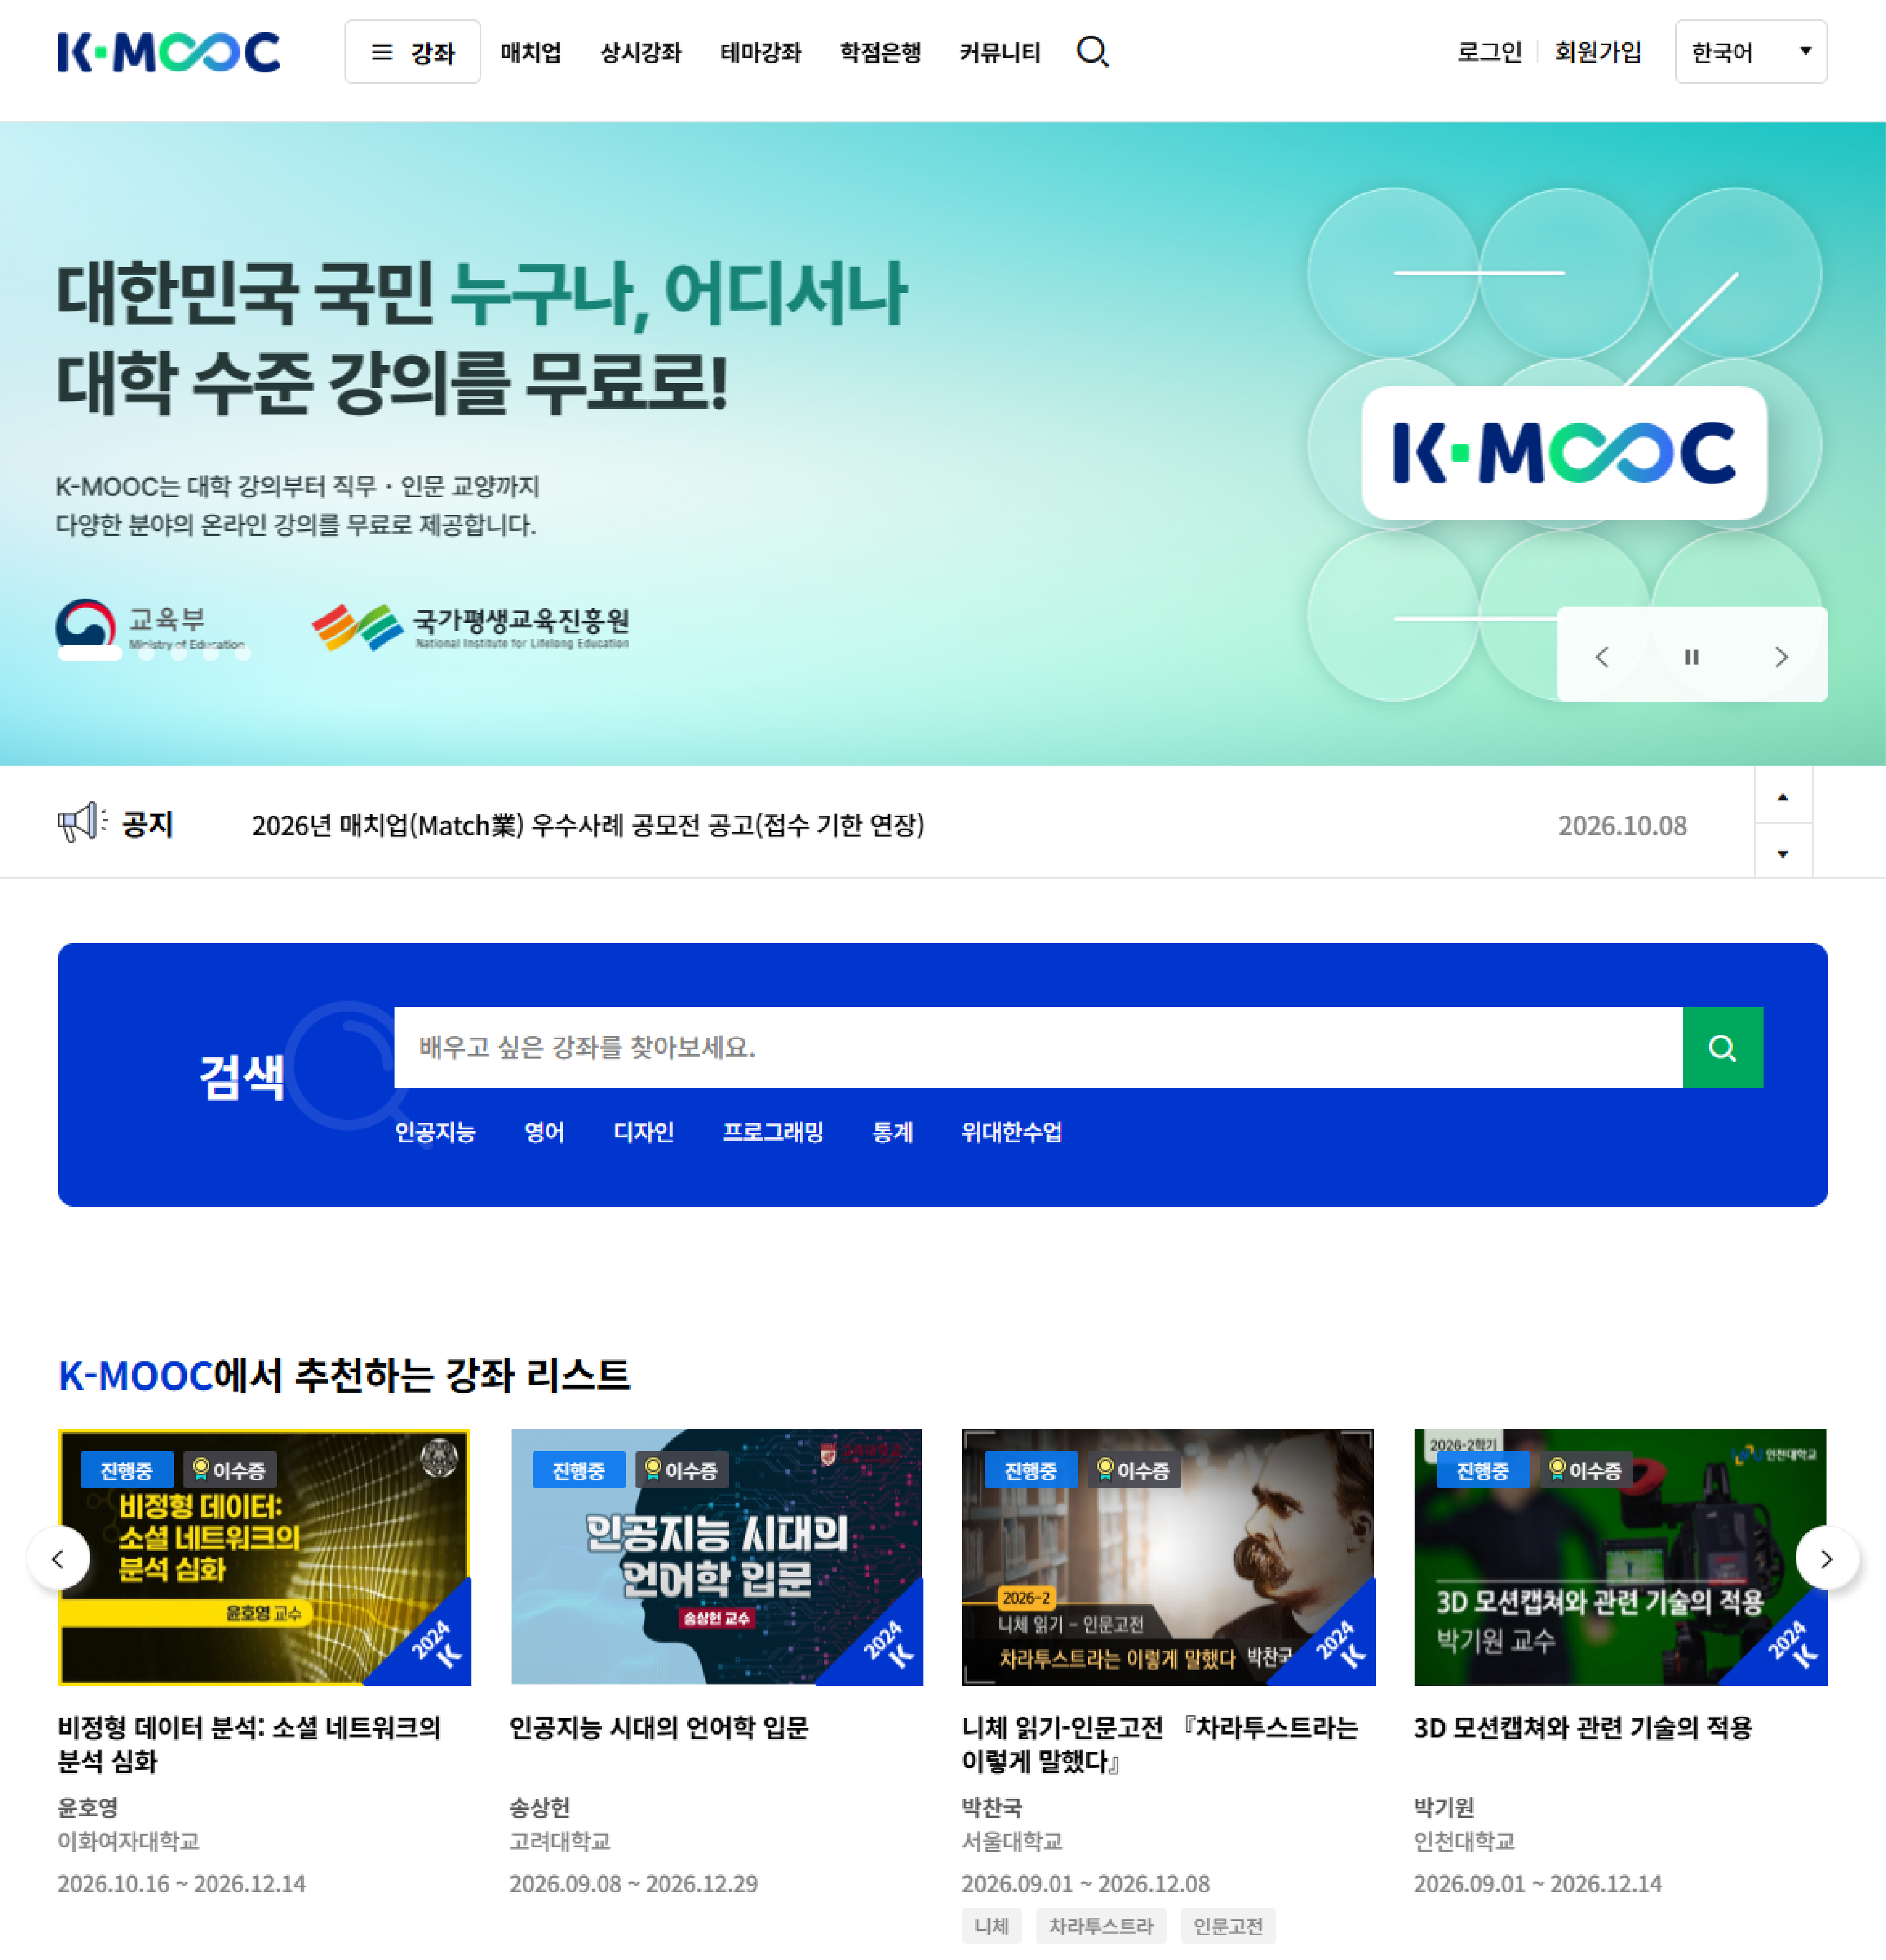 K-MOOC
강좌
매치업
상시강좌
테마강좌
학점은행
커뮤니티
로그인
회원가입
한국어
대한민국 국민 누구나, 어디서나
대학 수준 강의를 무료로!
K-MOOC는 대학 강의부터 직무 · 인문 교양까지
다양한 분야의 온라인 강의를 무료로 제공합니다.
교육부
Ministry of Education
국가평생교육진흥원
National Institute for Lifelong Education
K-MOOC
공지
2026년 매치업(Match業) 우수사례 공모전 공고(접수 기한 연장)
2026.10.08
검색
배우고 싶은 강좌를 찾아보세요.
인공지능
영어
디자인
프로그래밍
통계
위대한수업
K-MOOC에서 추천하는 강좌 리스트
진행중
이수증
비정형 데이터:
소셜 네트워크의
분석 심화
윤호영 교수
2024
K
비정형 데이터 분석: 소셜 네트워크의
분석 심화
윤호영
이화여자대학교
2026.10.16 ~ 2026.12.14
진행중
이수증
인공지능 시대의
언어학 입문
송상헌 교수
2024
K
인공지능 시대의 언어학 입문
송상헌
고려대학교
2026.09.08 ~ 2026.12.29
진행중
이수증
2026-2
니체 읽기 – 인문고전
차라투스트라는 이렇게 말했다 박찬국
2024
K
니체 읽기-인문고전 『차라투스트라는
이렇게 말했다』
박찬국
서울대학교
2026.09.01 ~ 2026.12.08
니체
차라투스트라
인문고전
2026-2학기
인천대학교
진행중
이수증
3D 모션캡쳐와 관련 기술의 적용
박기원 교수
2024
K
3D 모션캡쳐와 관련 기술의 적용
박기원
인천대학교
2026.09.01 ~ 2026.12.14